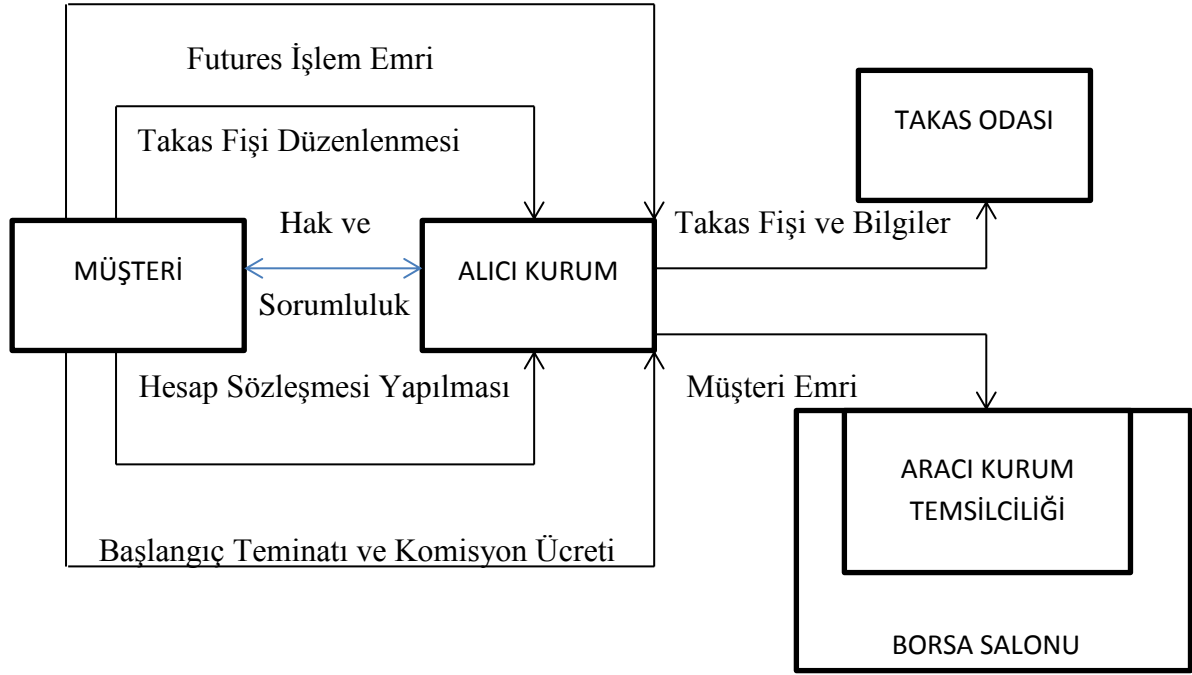 Futures İşlem Emri
TAKAS ODASI
Takas Fişi Düzenlenmesi
Hak ve
Takas Fişi ve Bilgiler
MÜŞTERİ
ALICI KURUM
Sorumluluk
Hesap Sözleşmesi Yapılması
Müşteri Emri
ARACI KURUM
TEMSİLCİLİĞİ
Başlangıç Teminatı ve Komisyon Ücreti
BORSA SALONU